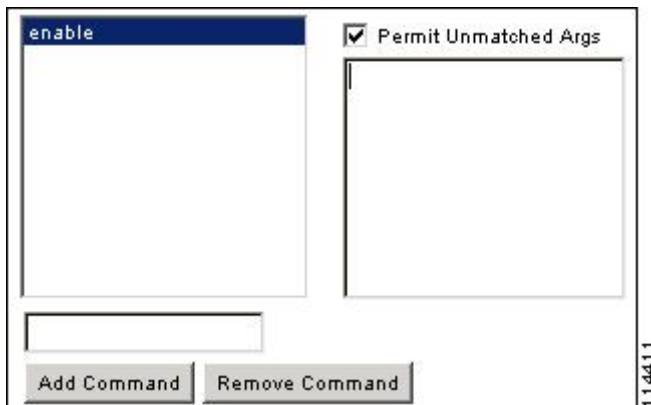 enable
Permit Unmatched Args
Add Command
Remove Command
114411